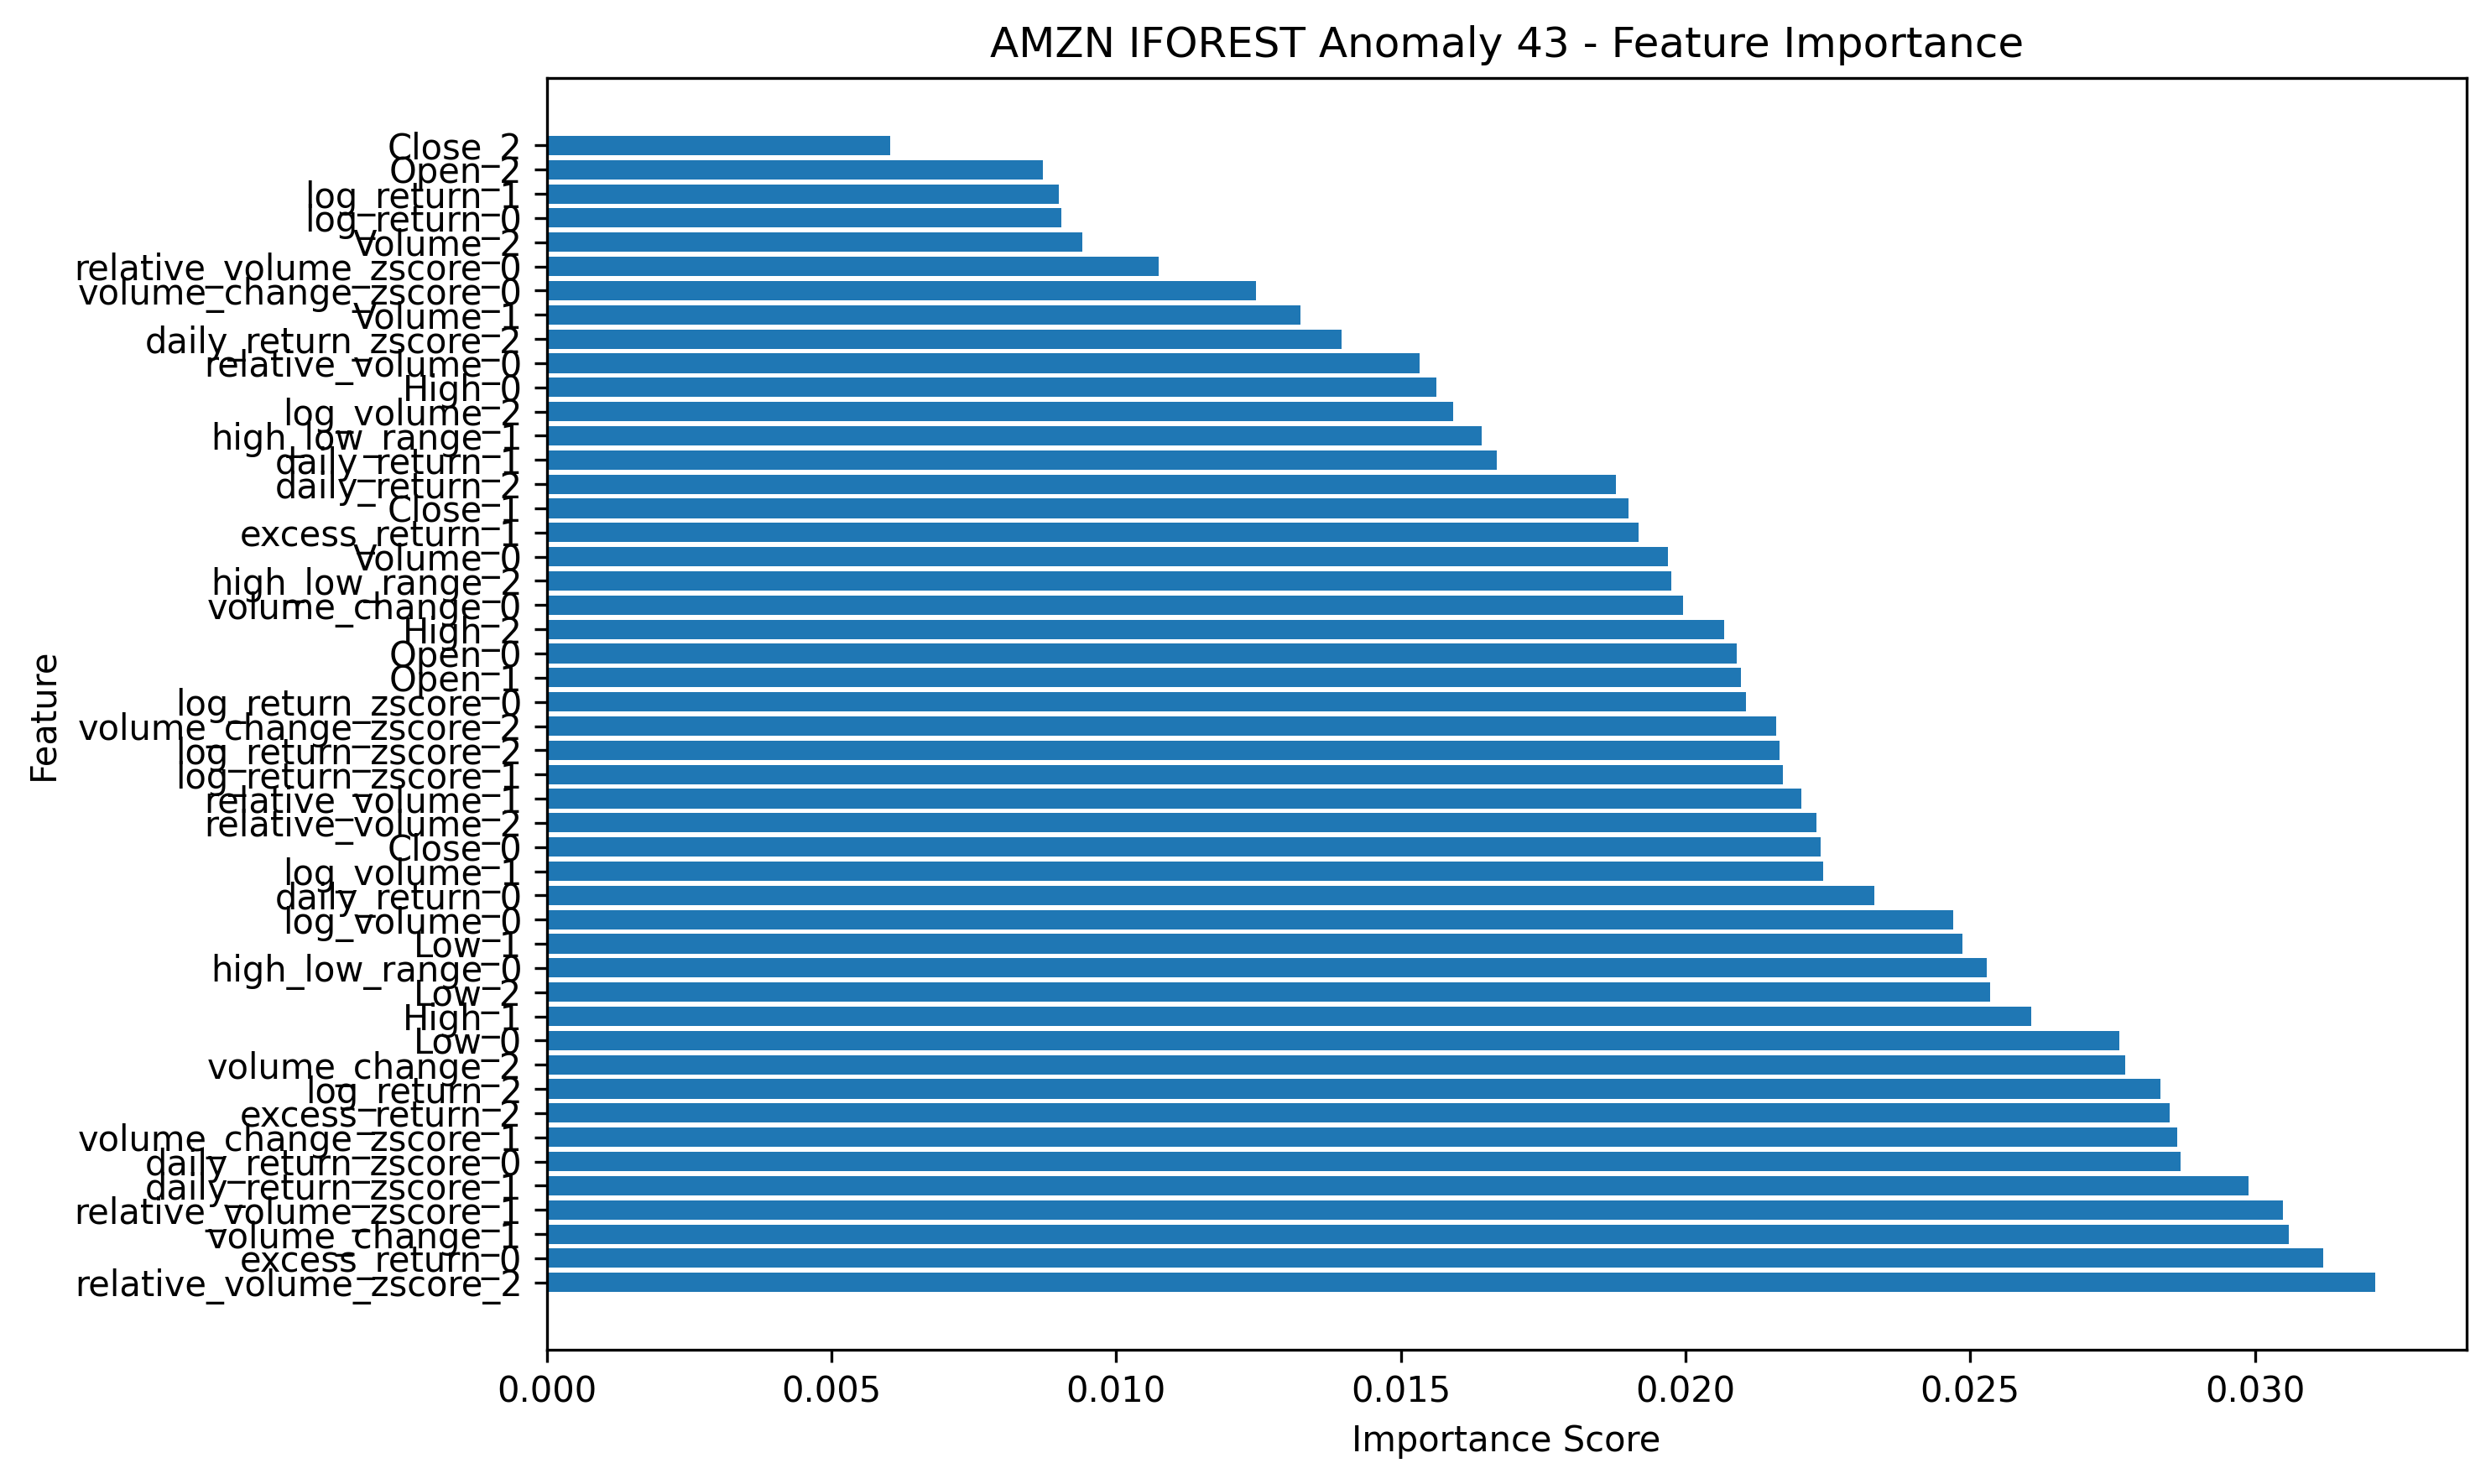 AMZN IFOREST Anomaly 43 - Feature Importance
Close_2
Open_2
log_return_1
log_return_0
Volume_2
relative_volume_zscore_0
volume_change_zscore_0
Volume_1
daily_return_zscore_2
relative_volume_0
High_0
log_volume_2
high_low_range_1
daily_return_1
daily_return_2
Close_1
excess_return_1
Volume_0
high_low_range_2
volume_change_0
High_2
Open_0
Open_1
log_return_zscore_0
volume_change_zscore_2
log_return_zscore_2
log_return_zscore_1
relative_volume_1
relative_volume_2
Close_0
log_volume_1
daily_return_0
log_volume_0
Low_1
high_low_range_0
Low_2
High_1
Low_0
volume_change_2
log_return_2
excess_return_2
volume_change_zscore_1
daily_return_zscore_0
daily_return_zscore_1
relative_volume_zscore_1
volume_change_1
excess_return_0
relative_volume_zscore_2
Feature
0.000 0.005 0.010 0.015 0.020 0.025 0.030
Importance Score